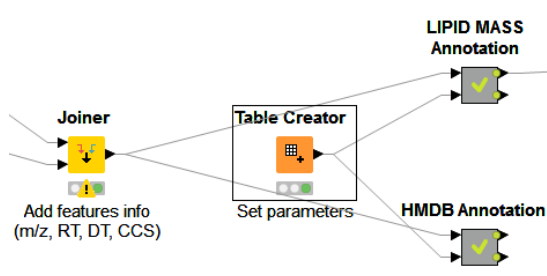 LIPID MASS
Annotation
Joiner
Table Creator
Add features info
(m/z, RT, DT, CCS)
Set parameters
HMDB Annotation